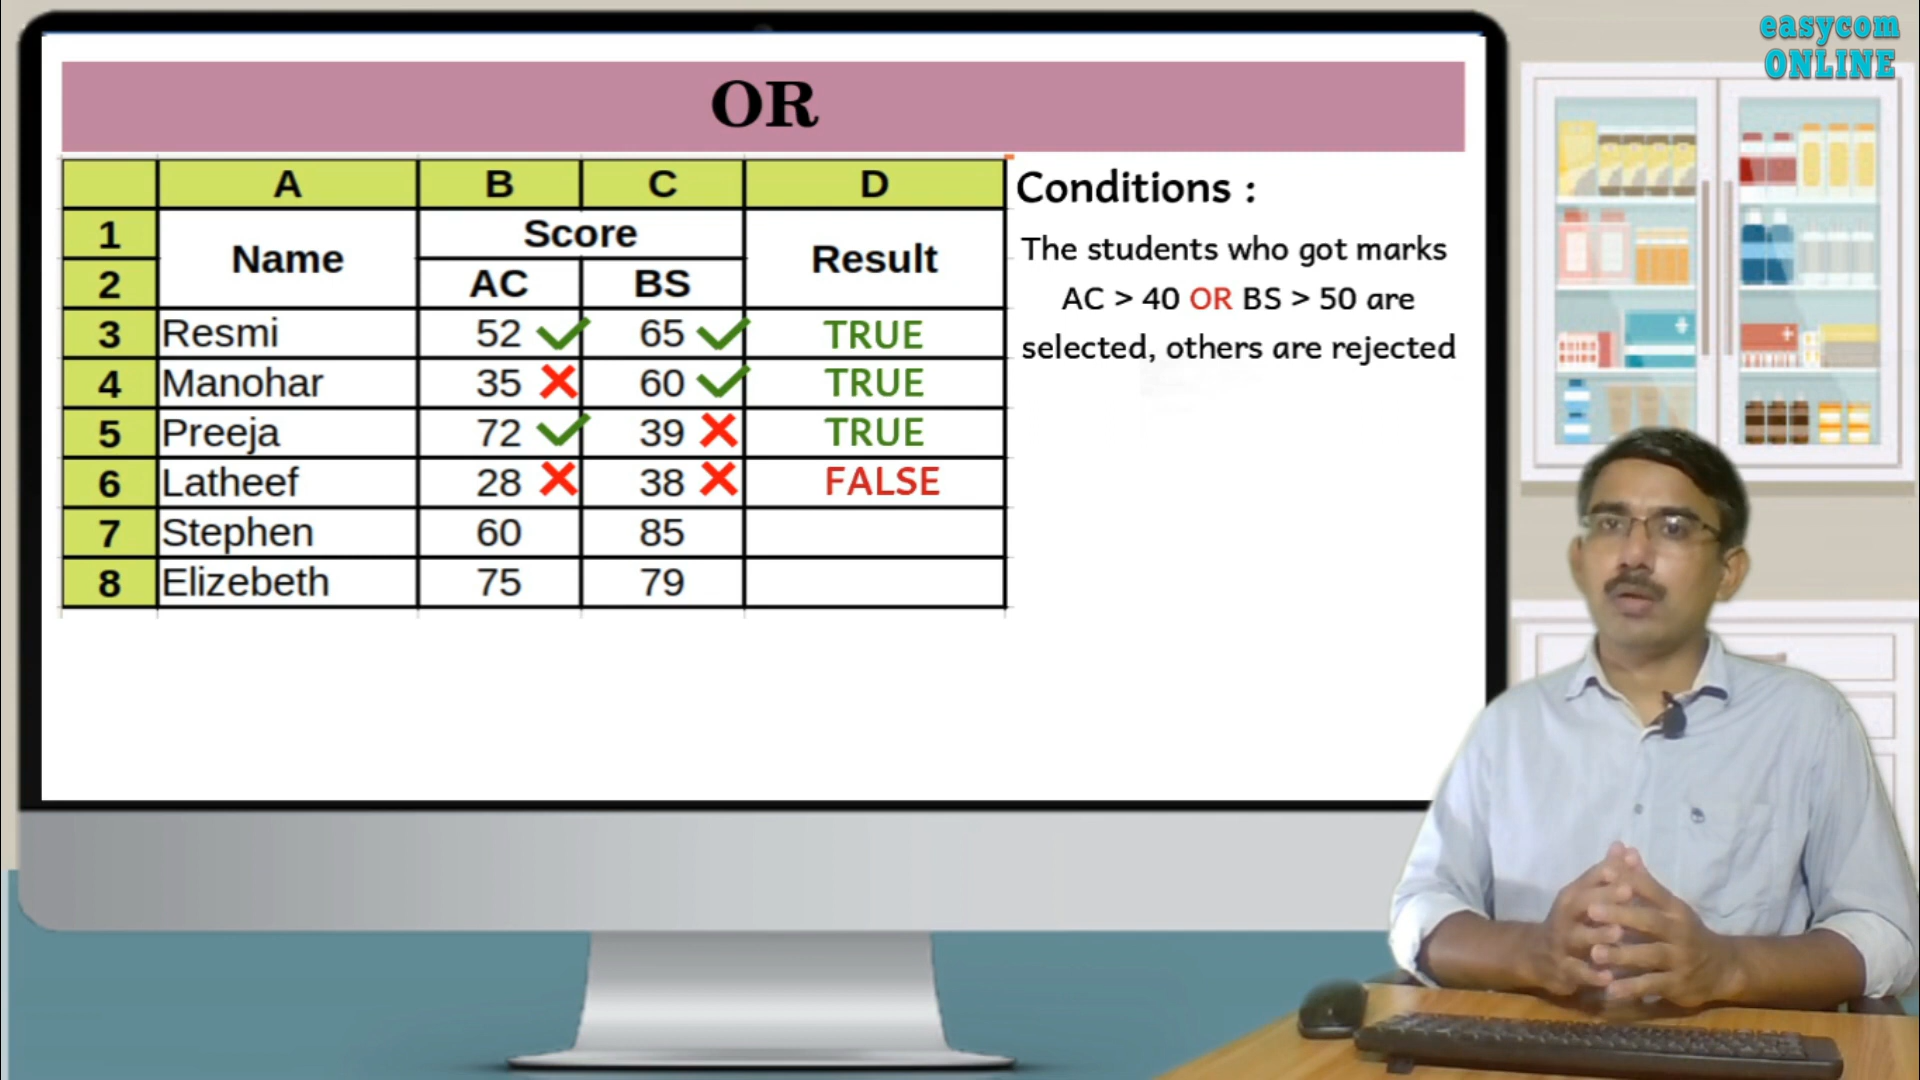 easycom
ONLINE
OR
A B C D
1 Name Score Result
2 AC BS
3 Resmi 52 65 TRUE
4 Manohar 35 60 TRUE
5 Preeja 72 39 TRUE
6 Latheef 28 38 FALSE
7 Stephen 60 85
8 Elizebeth 75 79
Conditions :
The students who got marks
AC > 40 OR BS > 50 are
selected, others are rejected